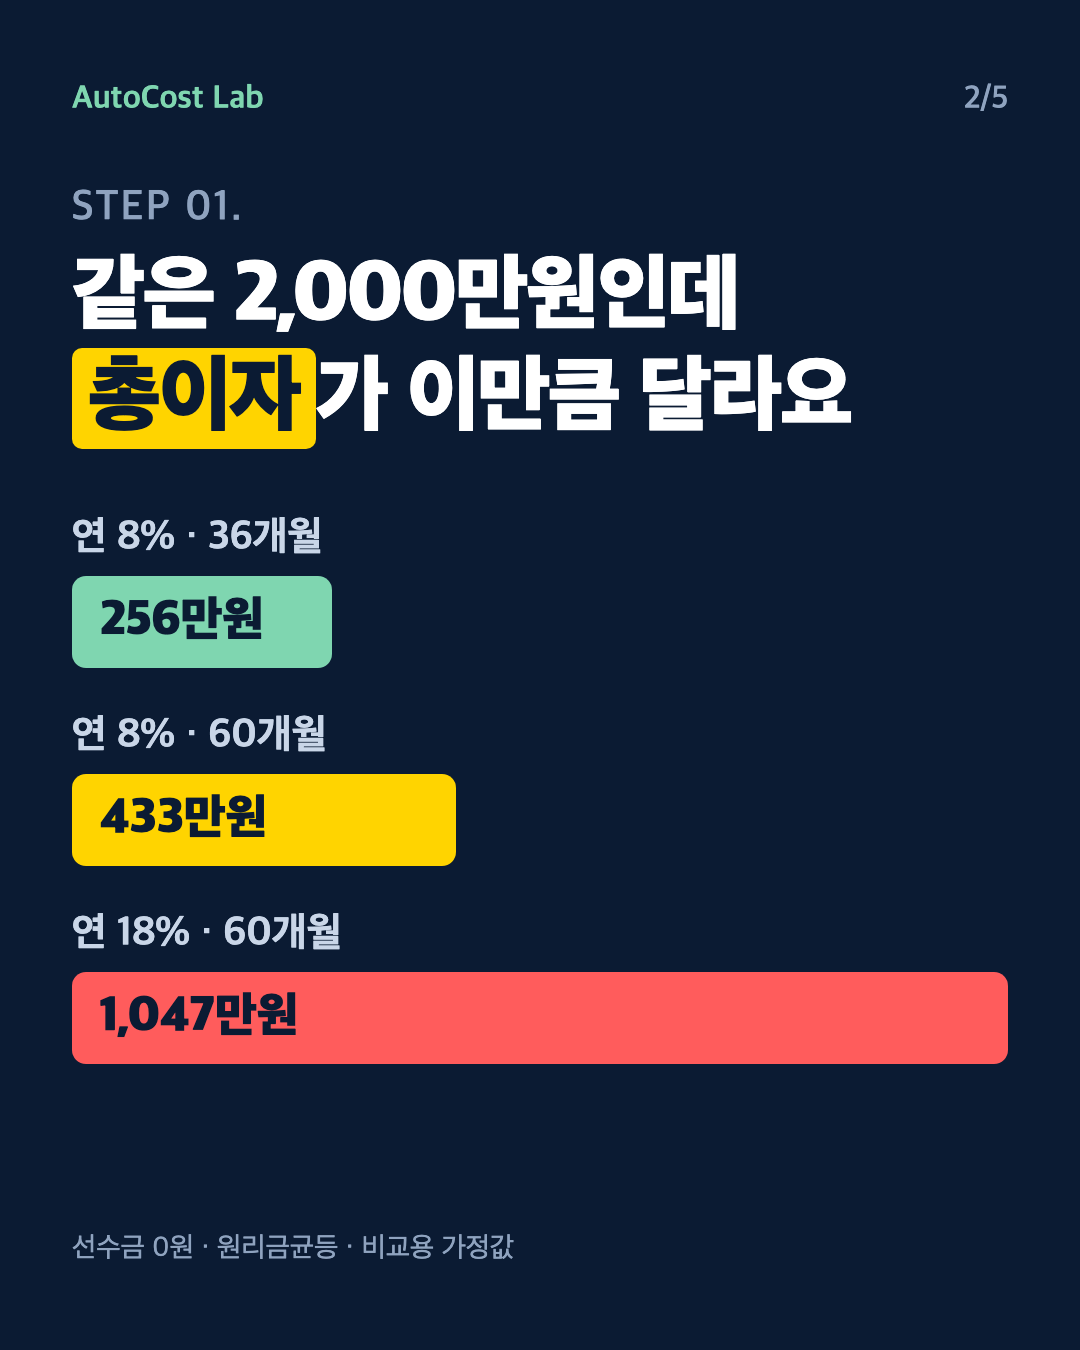 AutoCost Lab
2/5
STEP 01.
같은 2,000만원인데
총이자가 이만큼 달라요
연 8% · 36개월
256만원
연 8% · 60개월
433만원
연 18% · 60개월
1,047만원
선수금 0원 · 원리금균등 · 비교용 가정값